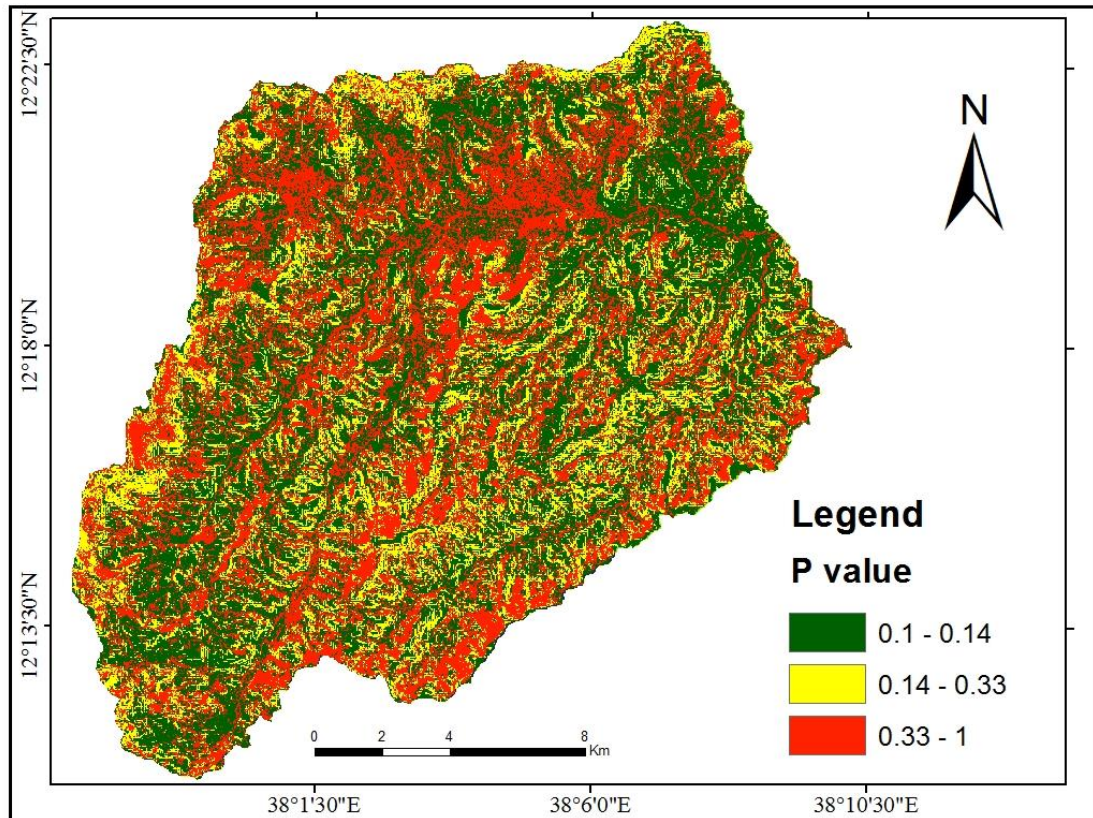 12°22'30"N
12°18'0"N
12°13'30"N
N
Legend
P value
0.1 - 0.14
0.14 - 0.33
0.33 - 1
0 2 4 8
Km
38°1'30"E 38°6'0"E 38°10'30"E